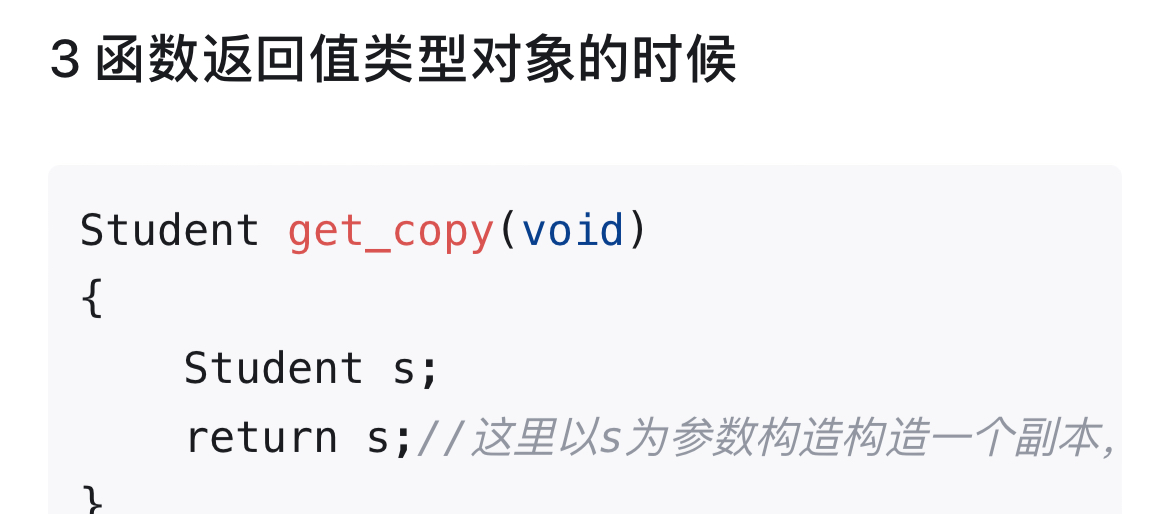 3 函数返回值类型对象的时候
Student get_copy(void)
{
    Student s;
    return s;//这里以s为参数构造构造一个副本，
}